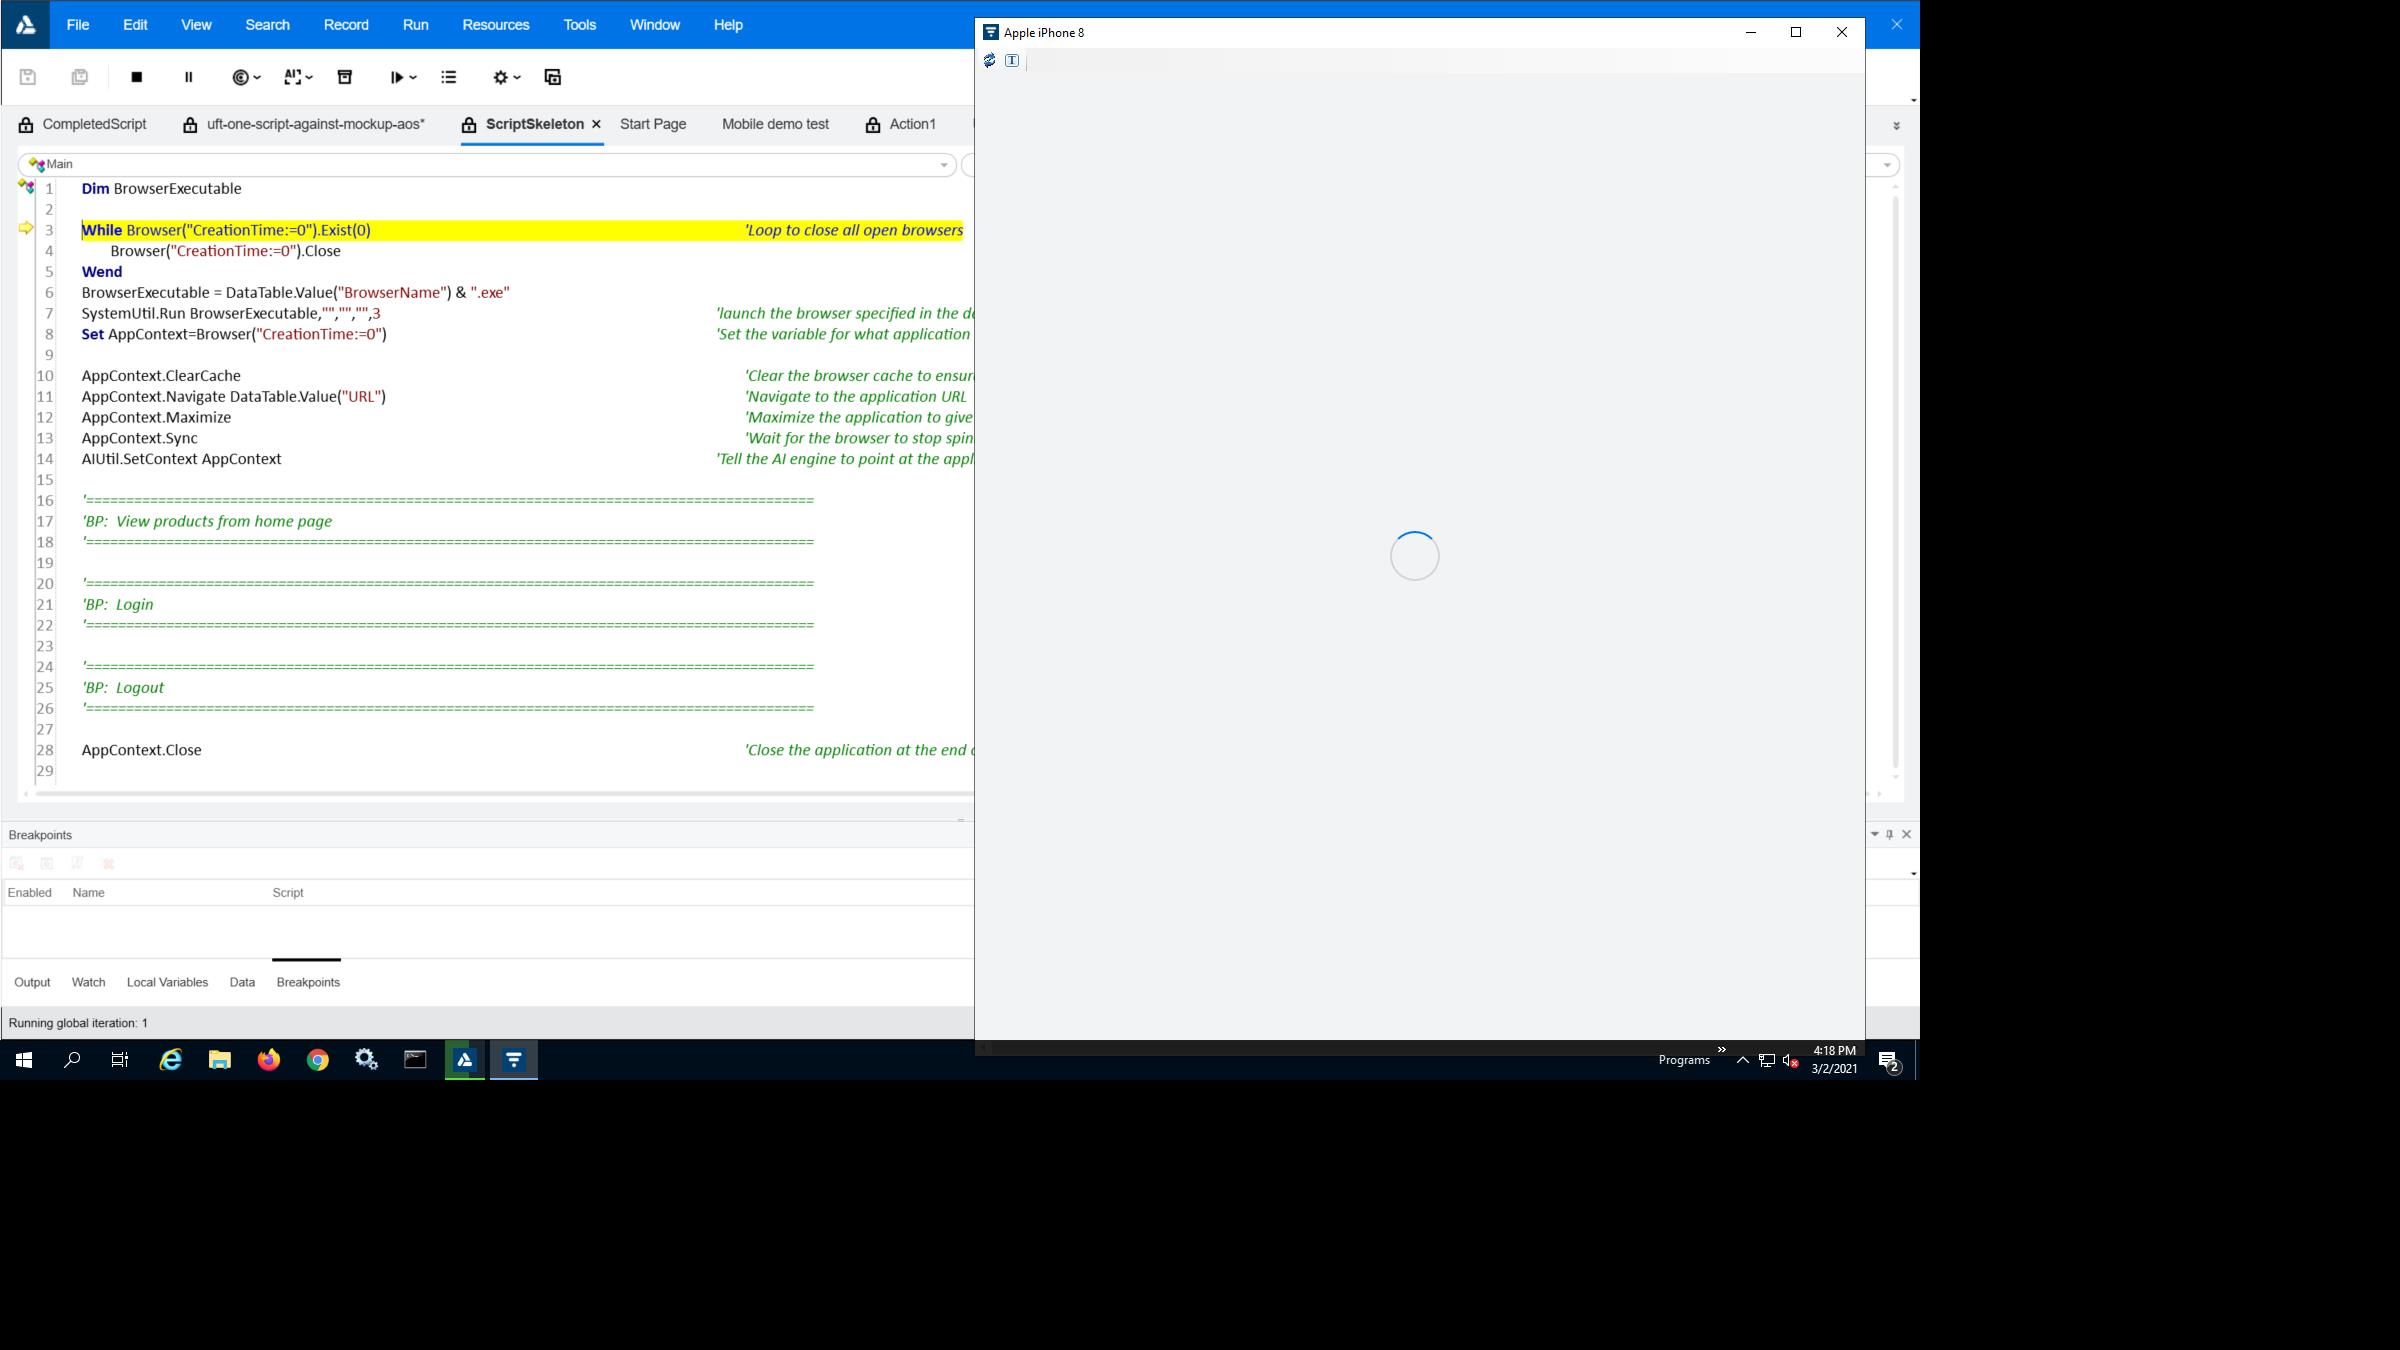 File Edit View Search Record Run Resources Tools Window Help
Apple iPhone 8
CompletedScript uft-one-script-against-mockup-aos* ScriptSkeleton Start Page Mobile demo test Action1
Main
1 Dim BrowserExecutable
2
3 While Browser("CreationTime:=0").Exist(0) 'Loop to close all open browsers
4 Browser("CreationTime:=0").Close
5 Wend
6 BrowserExecutable = DataTable.Value("BrowserName") & ".exe"
7 SystemUtil.Run BrowserExecutable,"","","",3 'launch the browser specified in the
8 Set AppContext=Browser("CreationTime:=0") 'Set the variable for what application
9
10 AppContext.ClearCache 'Clear the browser cache to
11 AppContext.Navigate DataTable.Value("URL") 'Navigate to the application URL
12 AppContext.Maximize 'Maximize the application to give
13 AppContext.Sync 'Wait for the browser to stop spin
14 AIUtil.SetContext AppContext 'Tell the AI engine to point at the appl
15
16 '===========================================================================================
17 'BP:  View products from home page
18 '===========================================================================================
19
20 '===========================================================================================
21 'BP:  Login
22 '===========================================================================================
23
24 '===========================================================================================
25 'BP:  Logout
26 '===========================================================================================
27
28 AppContext.Close 'Close the application at the end
29
Breakpoints
Enabled Name Script
Output Watch Local Variables Data Breakpoints
Running global iteration: 1
Programs
4:18 PM
3/2/2021
2